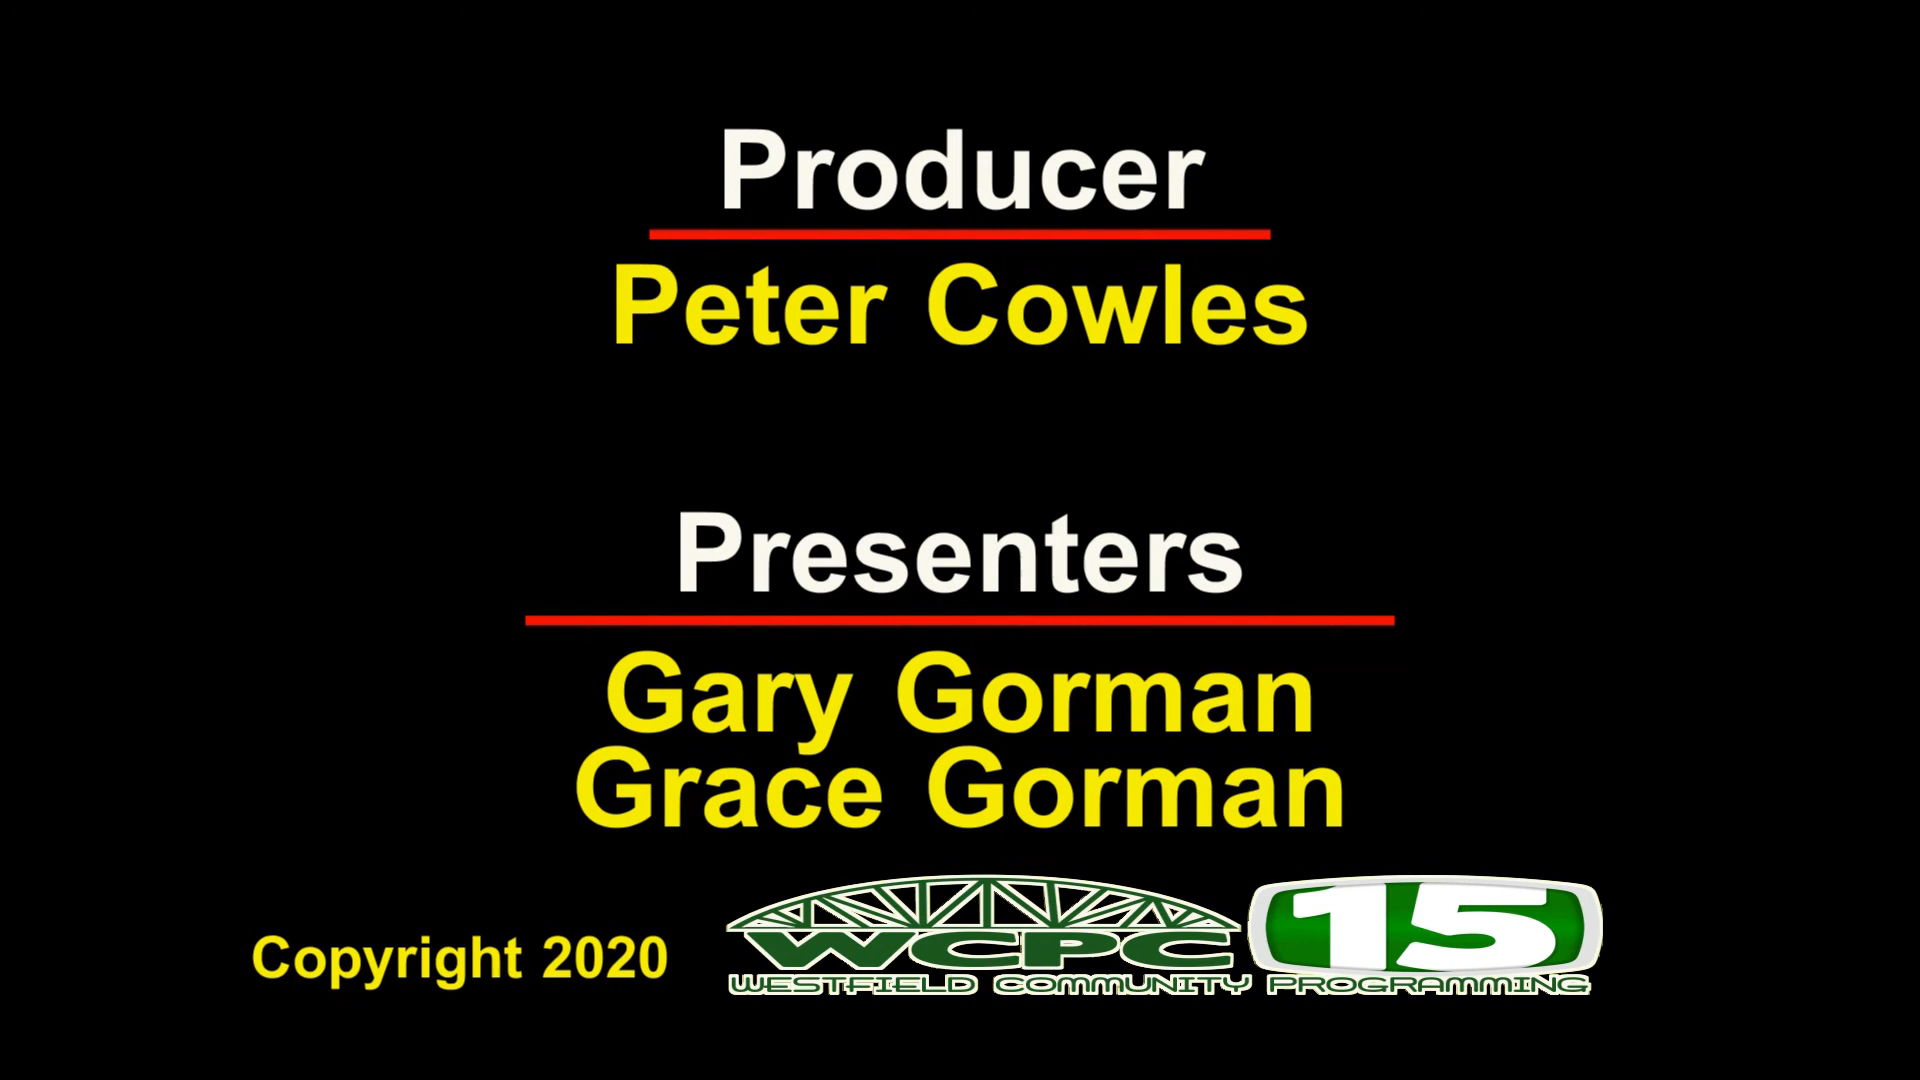 Producer
Peter Cowles
Presenters
Gary Gorman
Grace Gorman
Copyright 2020
WCPC 15
WESTFIELD COMMUNITY PROGRAMMING